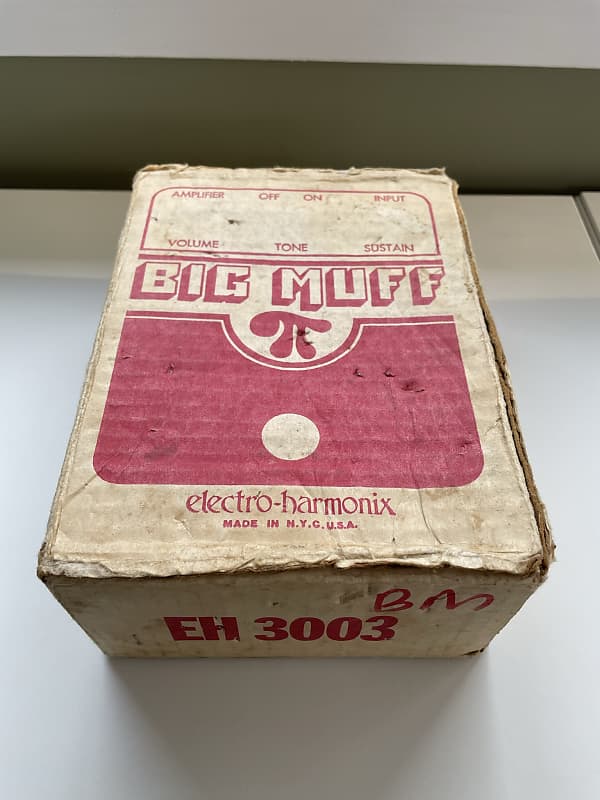 AMPLIFIER OFF ON INPUT
VOLUME TONE SUSTAIN
BIG MUFF
π
electro-harmonix
MADE IN N.Y.C. U.S.A.
BM
EH 3003